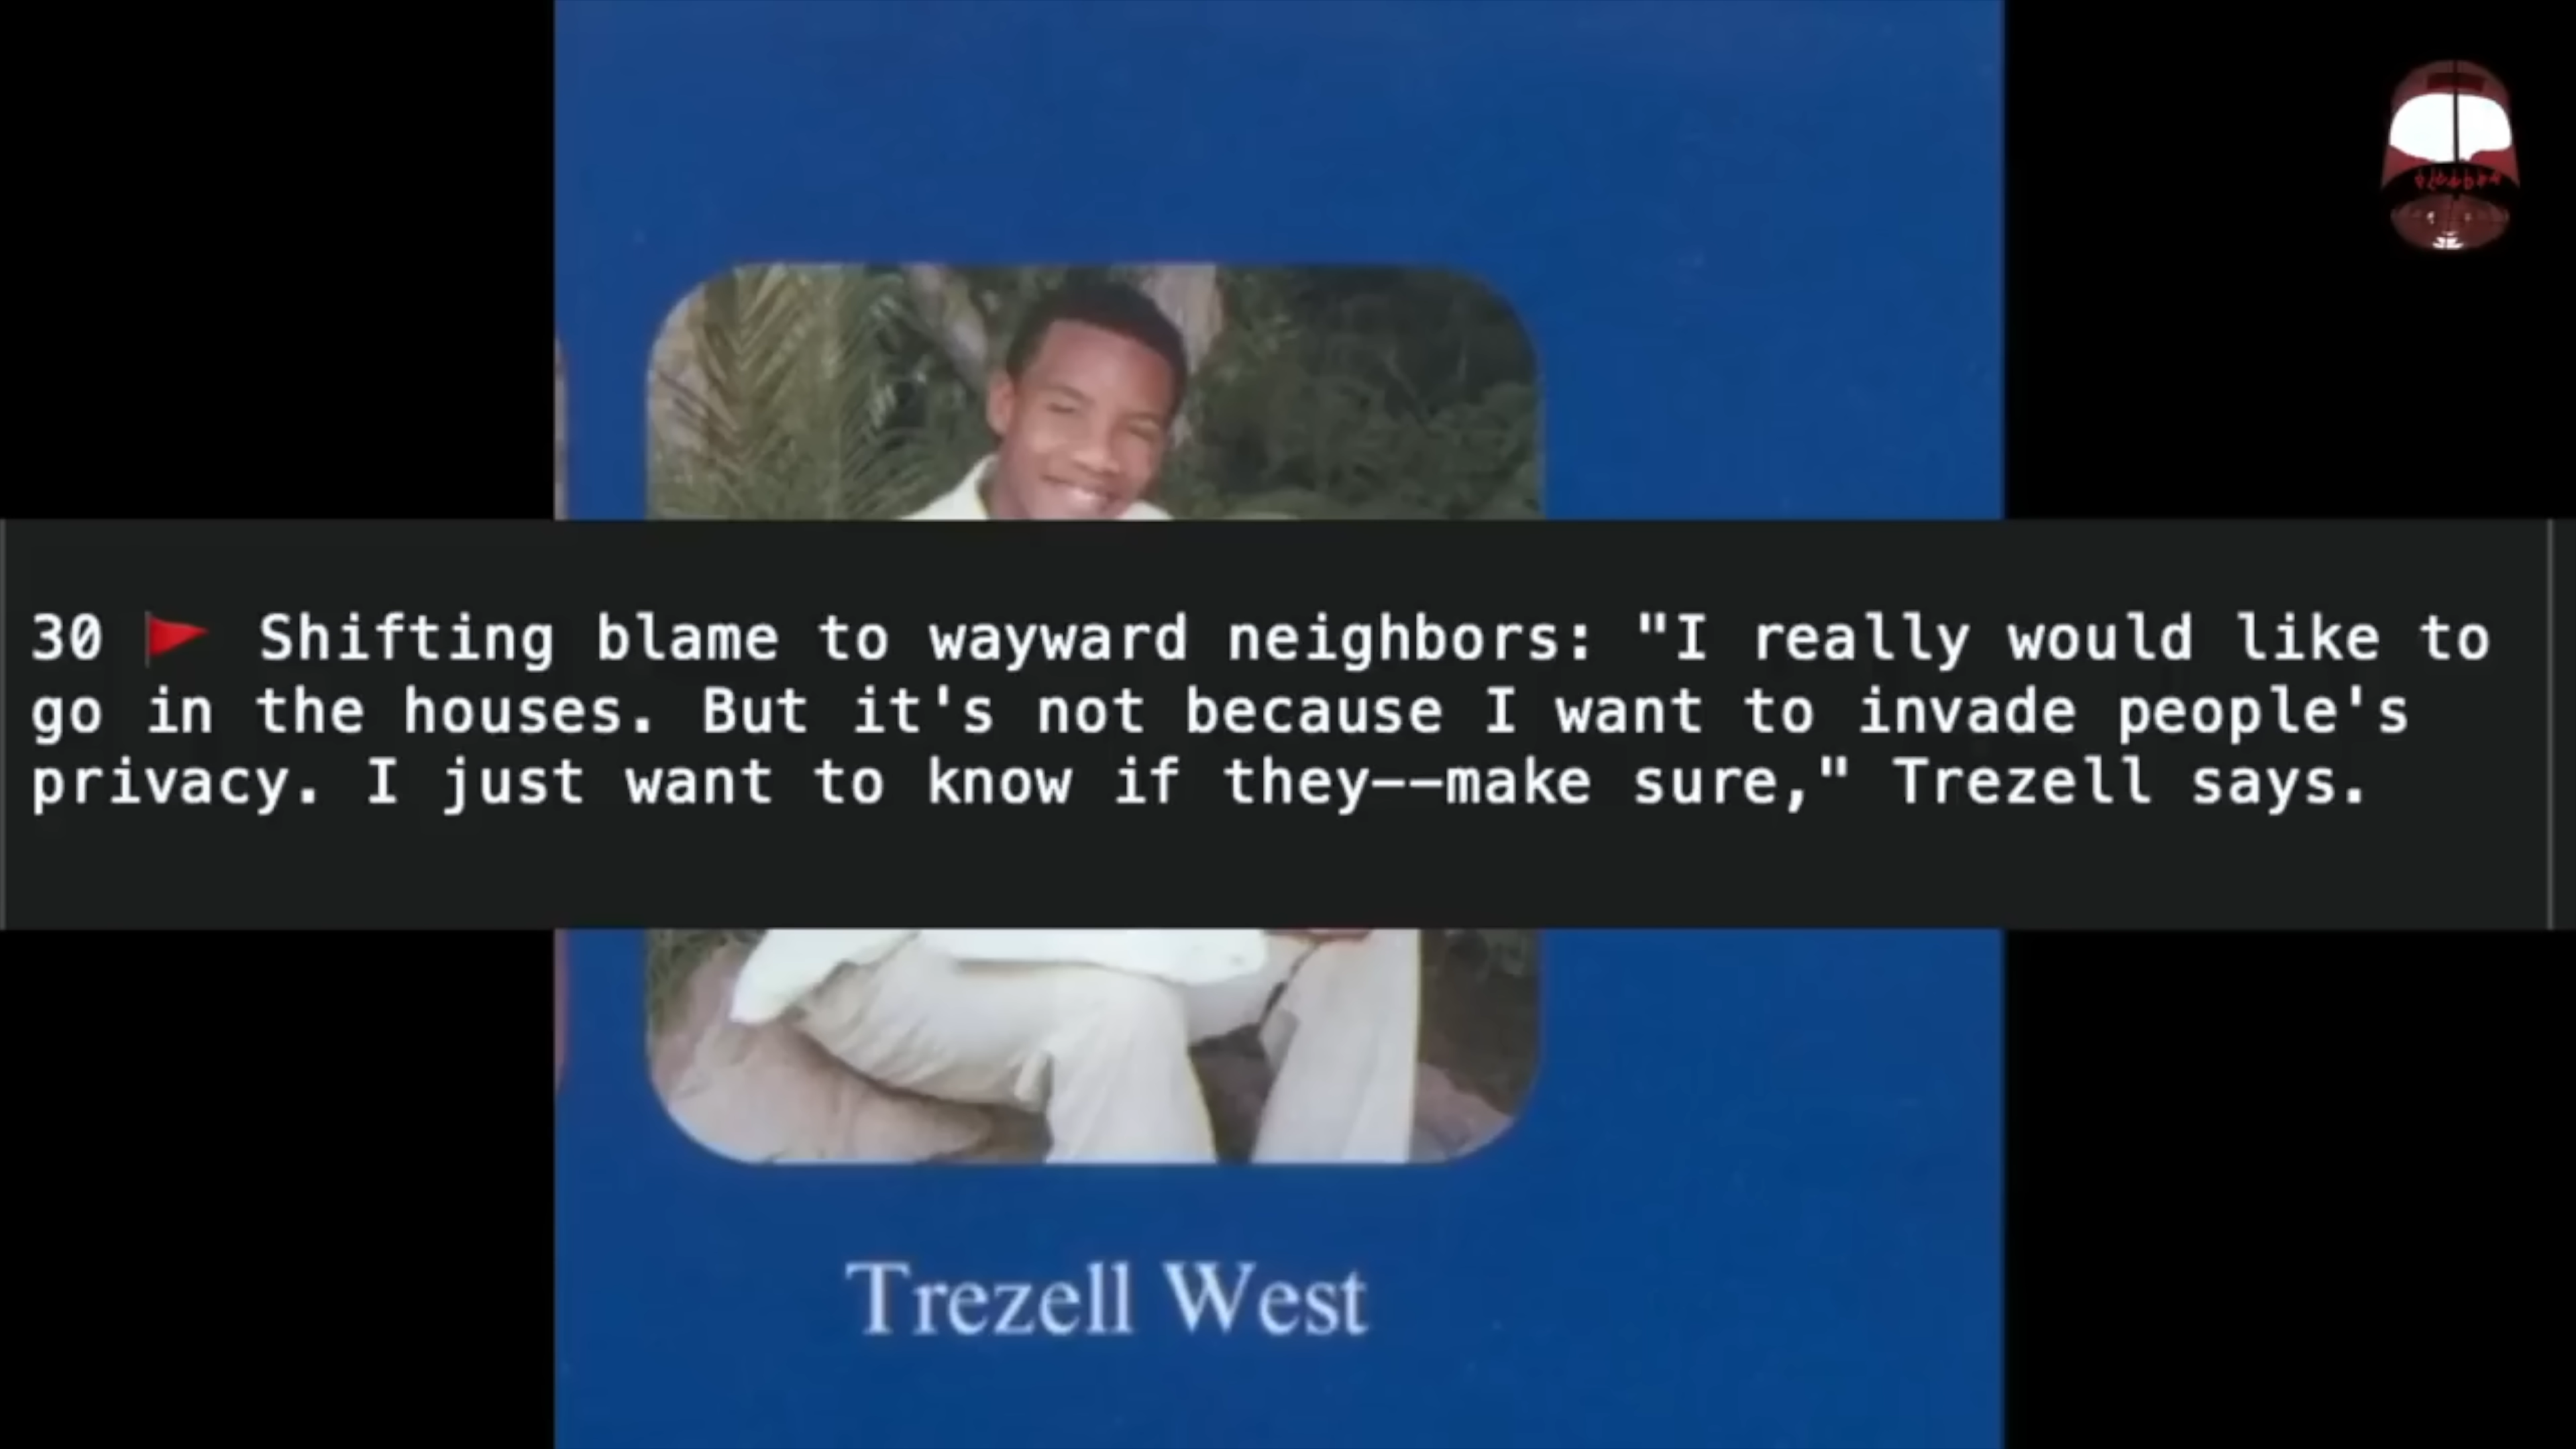 30 🚩 Shifting blame to wayward neighbors: "I really would like to
go in the houses. But it's not because I want to invade people's
privacy. I just want to know if they--make sure," Trezell says.
Trezell West